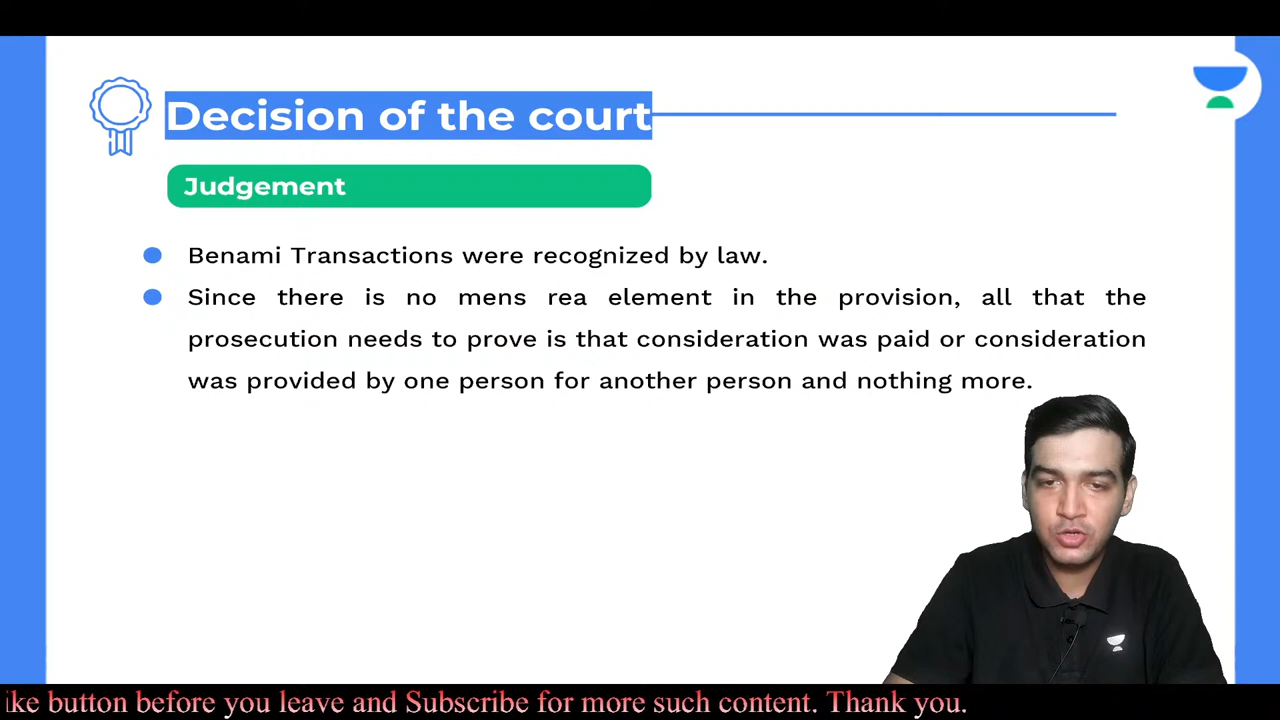 Decision of the court
Judgement
Benami Transactions were recognized by law.
Since there is no mens rea element in the provision, all that the
prosecution needs to prove is that consideration was paid or consideration
was provided by one person for another person and nothing more.
ike button before you leave and Subscribe for more such content. Thank you.